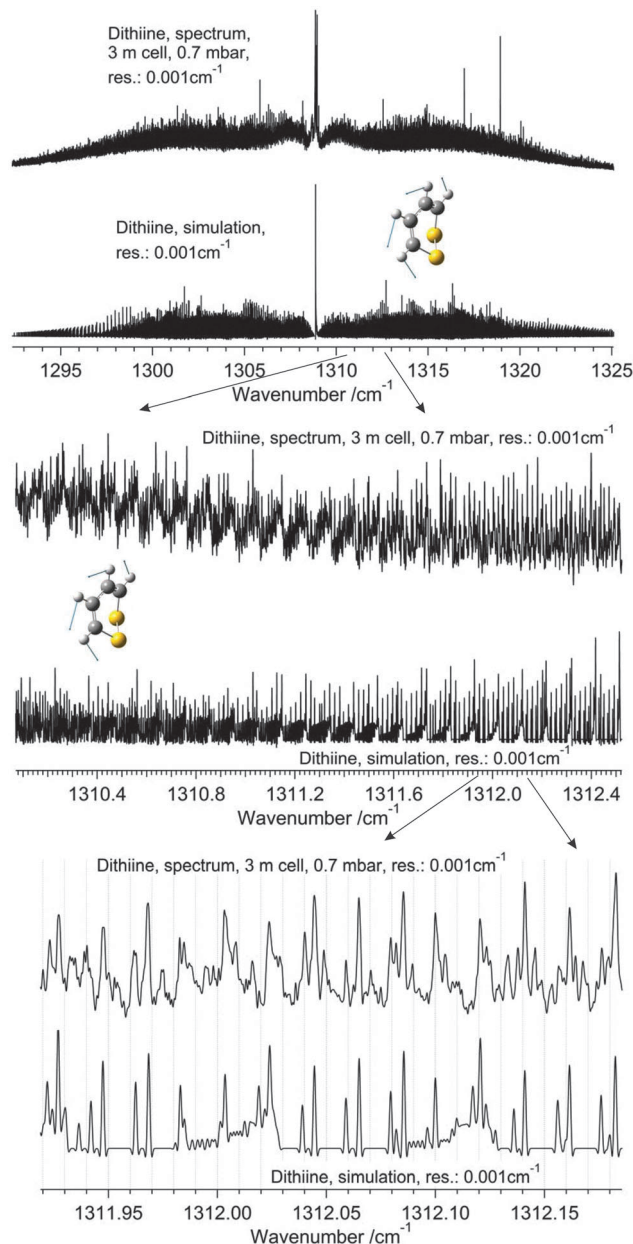 Dithiine, spectrum,
3 m cell, 0.7 mbar,
res.: 0.001cm⁻¹
Dithiine, simulation,
res.: 0.001cm⁻¹
1295 1300 1305 1310 1315 1320 1325
Wavenumber /cm⁻¹
Dithiine, spectrum, 3 m cell, 0.7 mbar, res.: 0.001cm⁻¹
Dithiine, simulation, res.: 0.001cm⁻¹
1310.4 1310.8 1311.2 1311.6 1312.0 1312.4
Wavenumber /cm⁻¹
Dithiine, spectrum, 3 m cell, 0.7 mbar, res.: 0.001cm⁻¹
Dithiine, simulation, res.: 0.001cm⁻¹
1311.95 1312.00 1312.05 1312.10 1312.15
Wavenumber /cm⁻¹